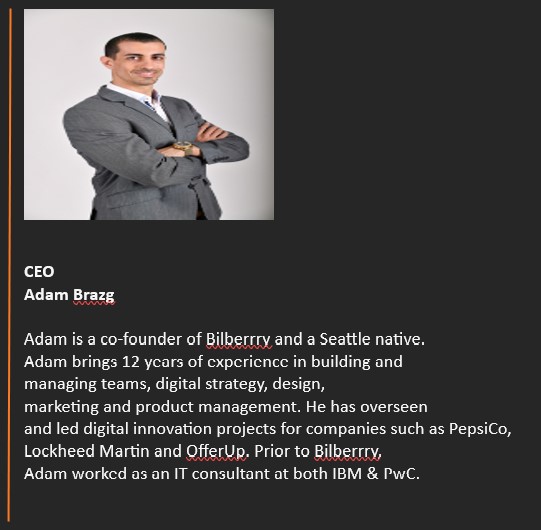 CEO
Adam Brazg
Adam is a co-founder of Bilberrry and a Seattle native.
Adam brings 12 years of experience in building and
managing teams, digital strategy, design,
marketing and product management. He has overseen
and led digital innovation projects for companies such as PepsiCo,
Lockheed Martin and OfferUp. Prior to Bilberrry,
Adam worked as an IT consultant at both IBM & PwC.